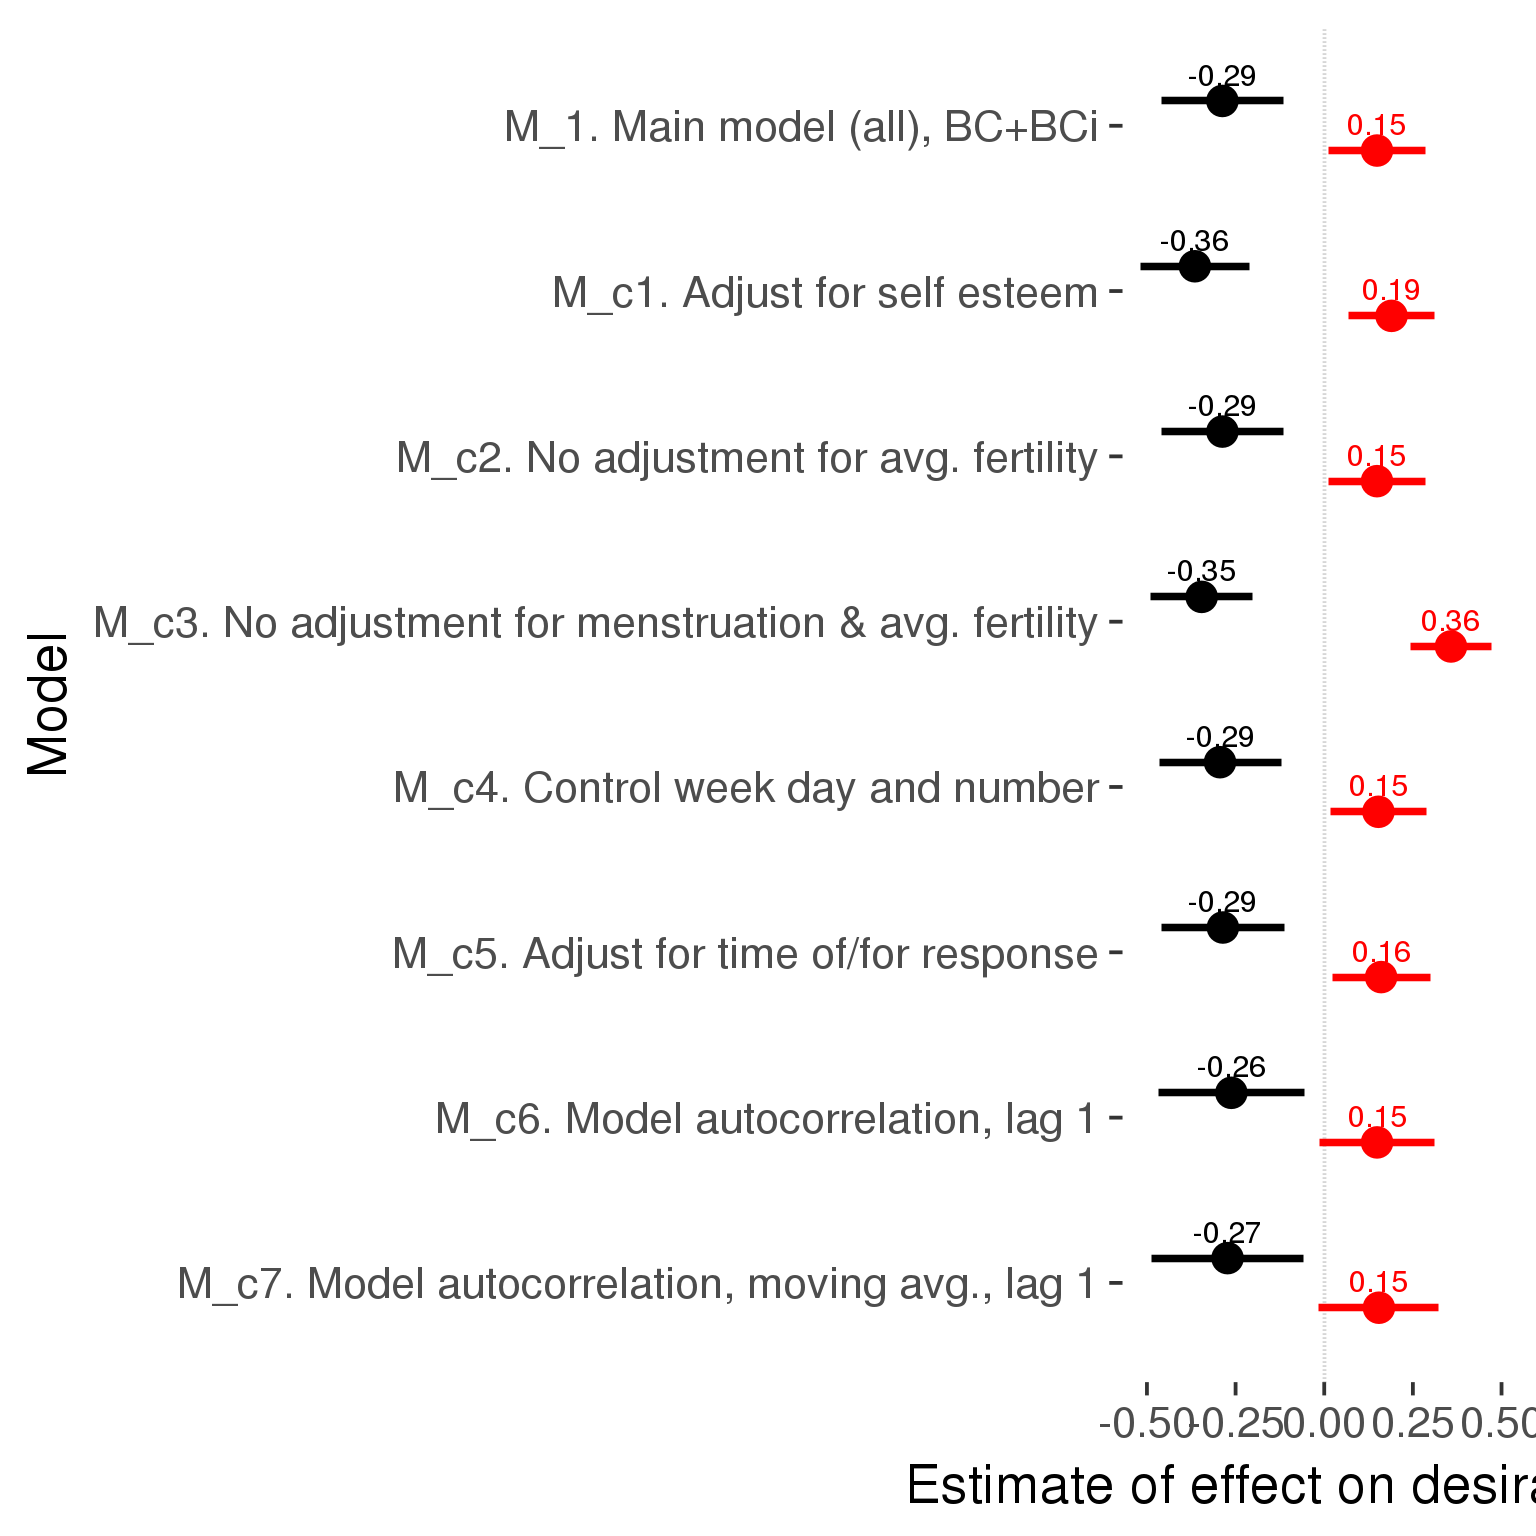 -0.29
M_1. Main model (all), BC+BCi
0.15
-0.36
M_c1. Adjust for self esteem
0.19
-0.29
M_c2. No adjustment for avg. fertility
0.15
-0.35
M_c3. No adjustment for menstruation & avg. fertility
0.36
Model
-0.29
M_c4. Control week day and number
0.15
-0.29
M_c5. Adjust for time of/for response
0.16
-0.26
M_c6. Model autocorrelation, lag 1
0.15
-0.27
M_c7. Model autocorrelation, moving avg., lag 1
0.15
-0.50 -0.25 0.00 0.25 0.50
Estimate of effect on desira